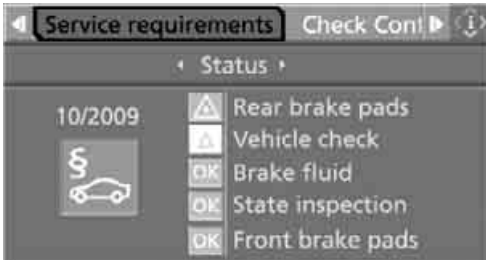 Service requirements Check Cont
Status
10/2009
Rear brake pads
Vehicle check
§
OK Brake fluid
OK State inspection
OK Front brake pads